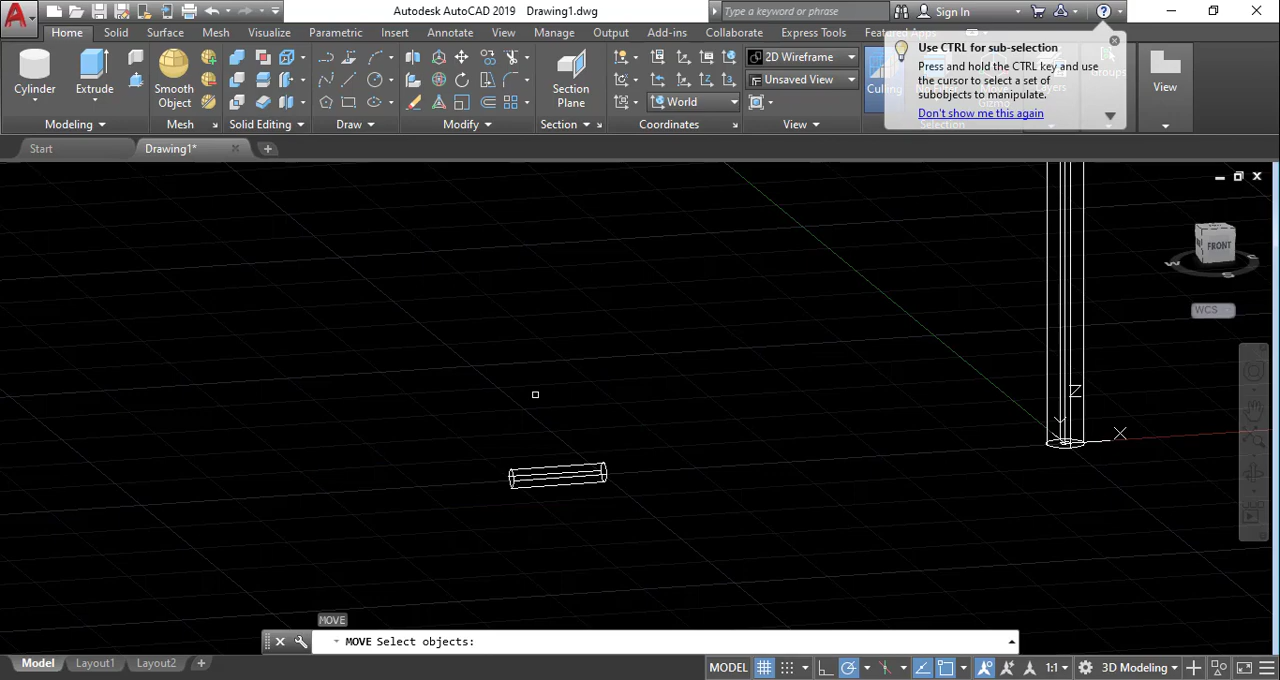 A Autodesk AutoCAD 2019 Drawing1.dwg Type a keyword or phrase Sign In ?
Home Solid Surface Mesh Visualize Parametric Insert Annotate View Manage Output Add-ins Collaborate Express Tools Featured Apps
Use CTRL for sub-selection
Press and hold the CTRL key and use
the cursor to select a set of
subobjects to manipulate.
Don't show me this again
Cylinder Extrude Smooth
Object Section
Plane 2D Wireframe
Unsaved View
World
Culling Groups View
Modeling Mesh Solid Editing Draw Modify Section Coordinates View Selection
Start Drawing1* +
FRONT
W S
WCS
Z
X
MOVE
MOVE Select objects:
Model Layout1 Layout2 + MODEL 1:1 3D Modeling